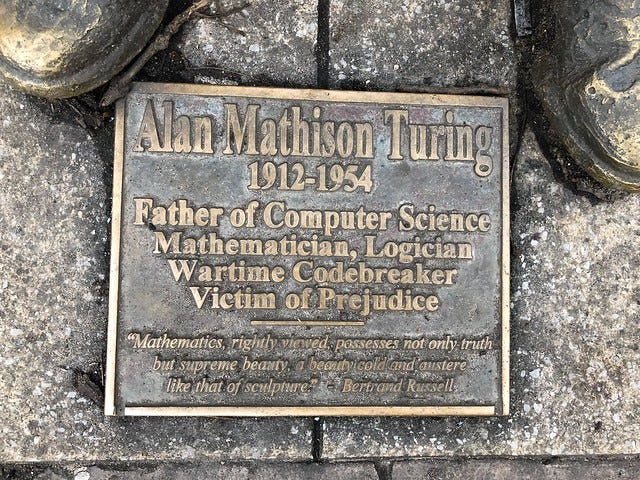 Alan Mathison Turing
1912-1954
Father of Computer Science
Mathematician, Logician
Wartime Codebreaker
Victim of Prejudice
“Mathematics, rightly viewed, possesses not only truth
but supreme beauty, a beauty cold and austere
like that of sculpture.” - Bertrand Russell